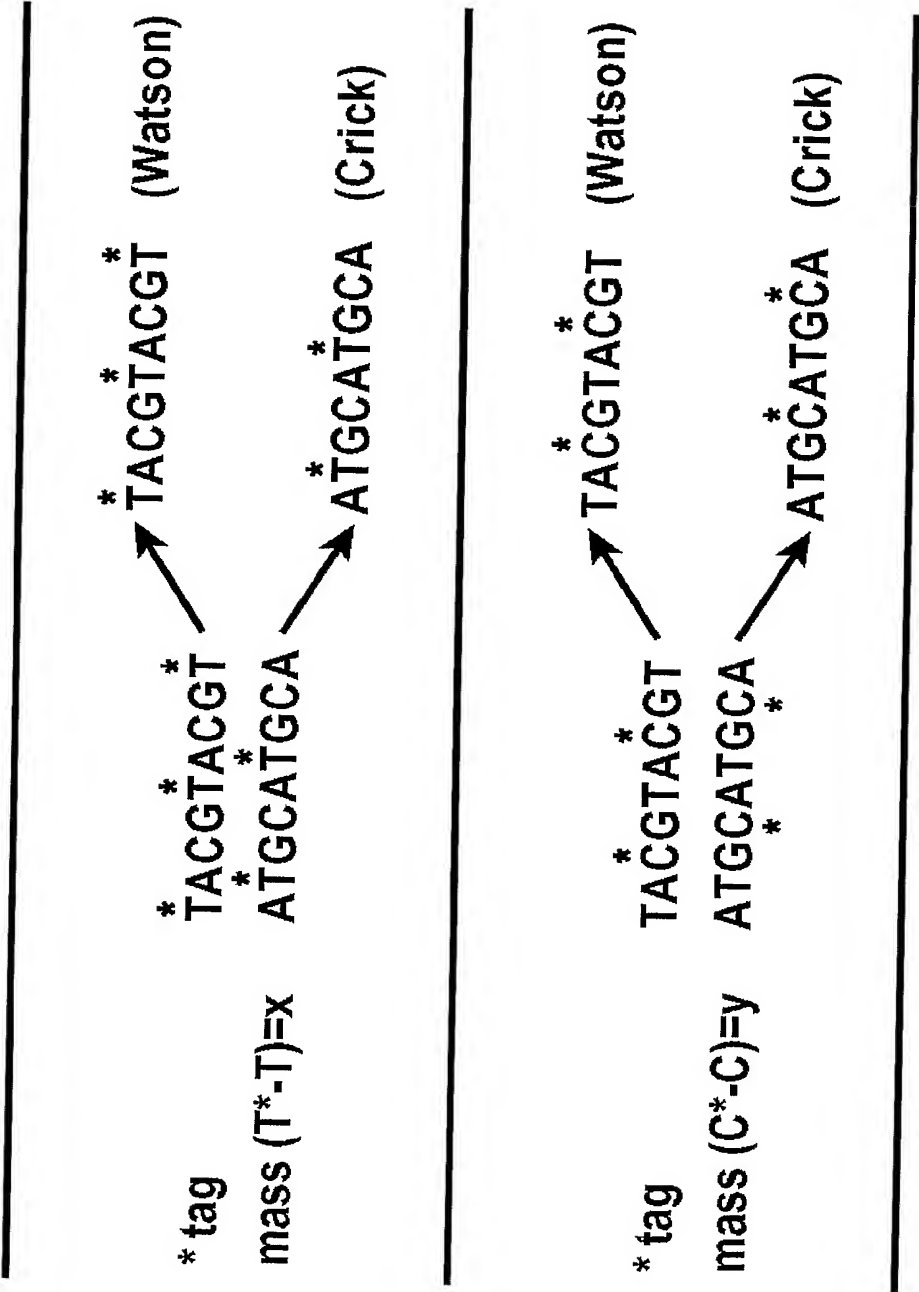 * * *
TACGTACGT (Watson)
* * *
* tag TACGTACGT
* *
mass (T*-T)=x ATGCATGCA
* *
ATGCATGCA (Crick)
* *
TACGTACGT (Watson)
* *
* tag TACGTACGT
mass (C*-C)=y ATGCATGCA
* *
* *
ATGCATGCA (Crick)